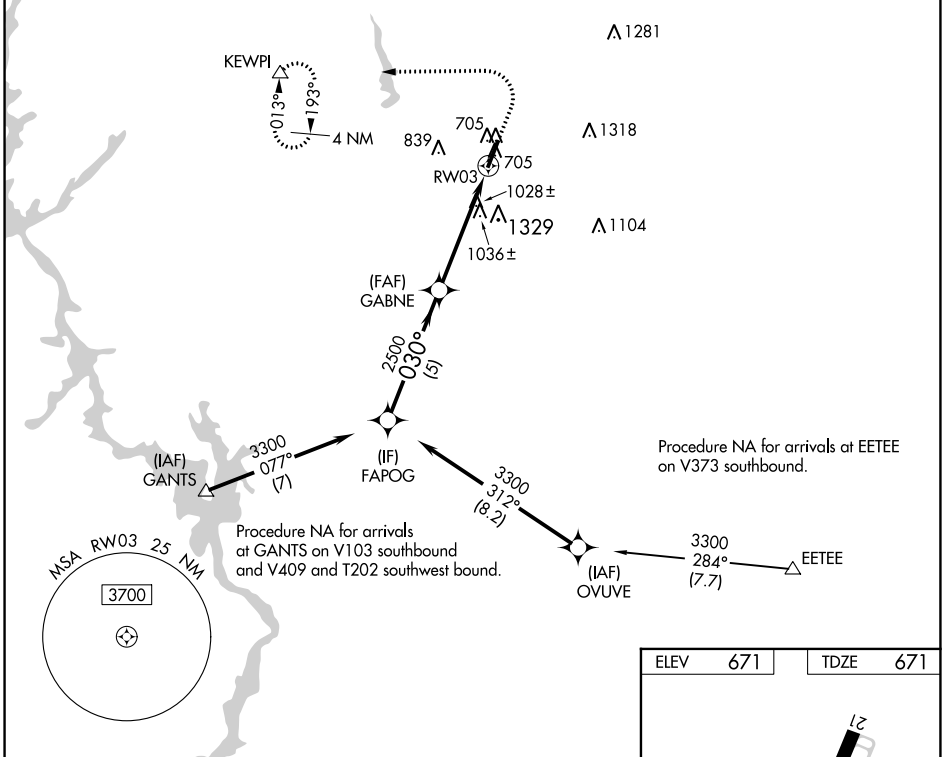 1281
KEWPI
013°
193°
4 NM
705
839
1318
705
RW03
1028±
1329
1104
1036±
(FAF)
GABNE
2500
030°
(5)
3300
077°
(7)
(IAF)
GANTS
(IF)
FAPOG
3300
312°
(8.2)
Procedure NA for arrivals at EETEE
on V373 southbound.
Procedure NA for arrivals
at GANTS on V103 southbound
and V409 and T202 southwest bound.
3300
284°
(7.7)
EETEE
(IAF)
OVUVE
MSA RW03 25 NM
3700
ELEV 671
TDZE 671
21